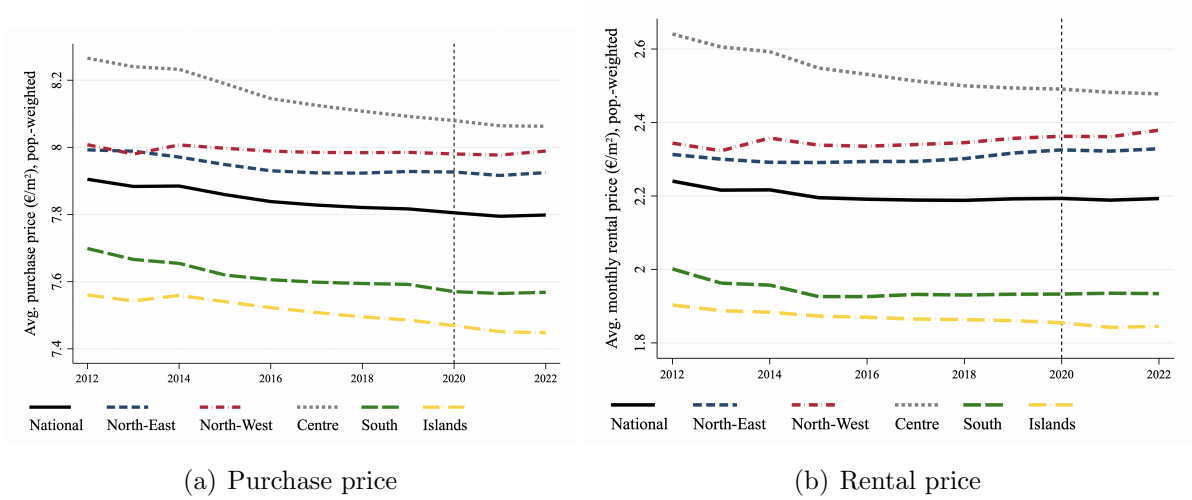 Avg. purchase price (€/m²), pop.-weighted
8.2
8
7.8
7.6
7.4
2012 2014 2016 2018 2020 2022
National North-East North-West Centre South Islands
(a) Purchase price
Avg. monthly rental price (€/m²), pop.-weighted
2.6
2.4
2.2
2
1.8
2012 2014 2016 2018 2020 2022
National North-East North-West Centre South Islands
(b) Rental price